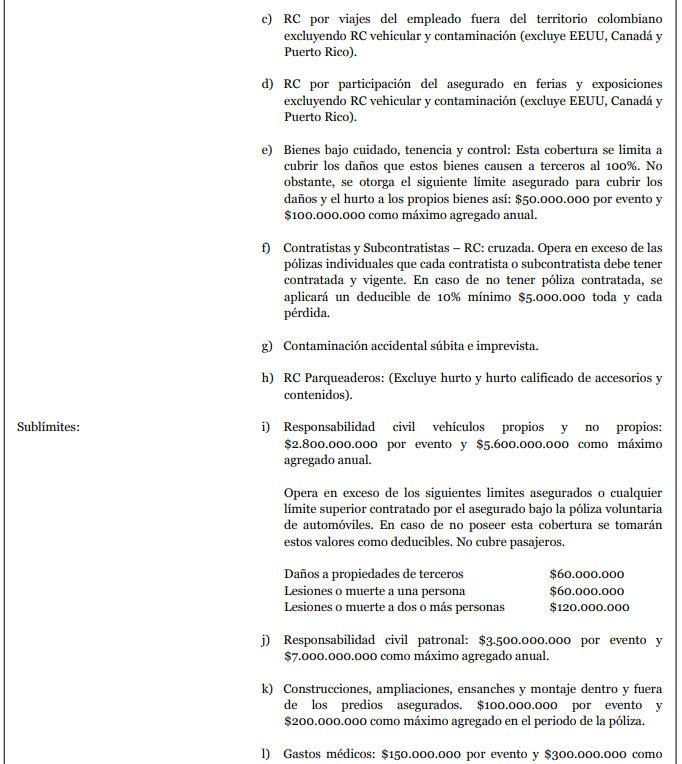 c) RC por viajes del empleado fuera del territorio colombiano
excluyendo RC vehicular y contaminación (excluye EEUU, Canadá y
Puerto Rico).
d) RC por participación del asegurado en ferias y exposiciones
excluyendo RC vehicular y contaminación (excluye EEUU, Canadá y
Puerto Rico).
e) Bienes bajo cuidado, tenencia y control: Esta cobertura se limita a
cubrir los daños que estos bienes causen a terceros al 100%. No
obstante, se otorga el siguiente límite asegurado para cubrir los
daños y el hurto a los propios bienes así: $50.000.000 por evento y
$100.000.000 como máximo agregado anual.
f) Contratistas y Subcontratistas – RC: cruzada. Opera en exceso de las
pólizas individuales que cada contratista o subcontratista debe tener
contratada y vigente. En caso de no tener póliza contratada, se
aplicará un deducible de 10% mínimo $5.000.000 toda y cada
pérdida.
g) Contaminación accidental súbita e imprevista.
h) RC Parqueaderos: (Excluye hurto y hurto calificado de accesorios y
contenidos).
Sublímites:
i) Responsabilidad civil vehículos propios y no propios:
$2.800.000.000 por evento y $5.600.000.000 como máximo
agregado anual.
Opera en exceso de los siguientes limites asegurados o cualquier
límite superior contratado por el asegurado bajo la póliza voluntaria
de automóviles. En caso de no poseer esta cobertura se tomarán
estos valores como deducibles. No cubre pasajeros.
Daños a propiedades de terceros $60.000.000
Lesiones o muerte a una persona $60.000.000
Lesiones o muerte a dos o más personas $120.000.000
j) Responsabilidad civil patronal: $3.500.000.000 por evento y
$7.000.000.000 como máximo agregado anual.
k) Construcciones, ampliaciones, ensanches y montaje dentro y fuera
de los predios asegurados. $100.000.000 por evento y
$200.000.000 como máximo agregado en el periodo de la póliza.
l) Gastos médicos: $150.000.000 por evento y $300.000.000 como